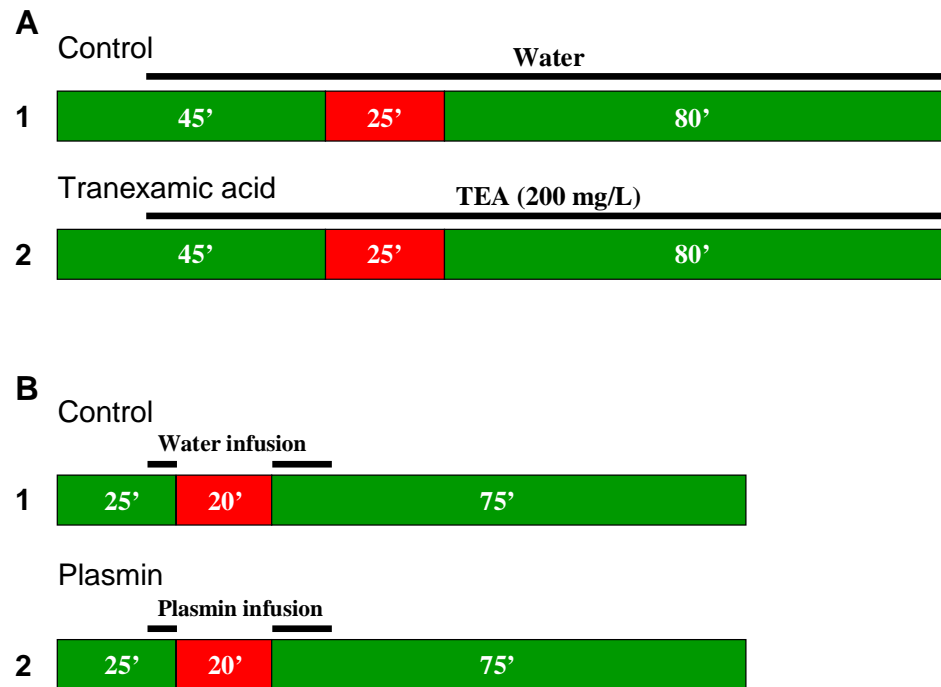 A
Control
Water
1 45’ 25’ 80’
Tranexamic acid
TEA (200 mg/L)
2 45’ 25’ 80’
B
Control
Water infusion
1 25’ 20’ 75’
Plasmin
Plasmin infusion
2 25’ 20’ 75’